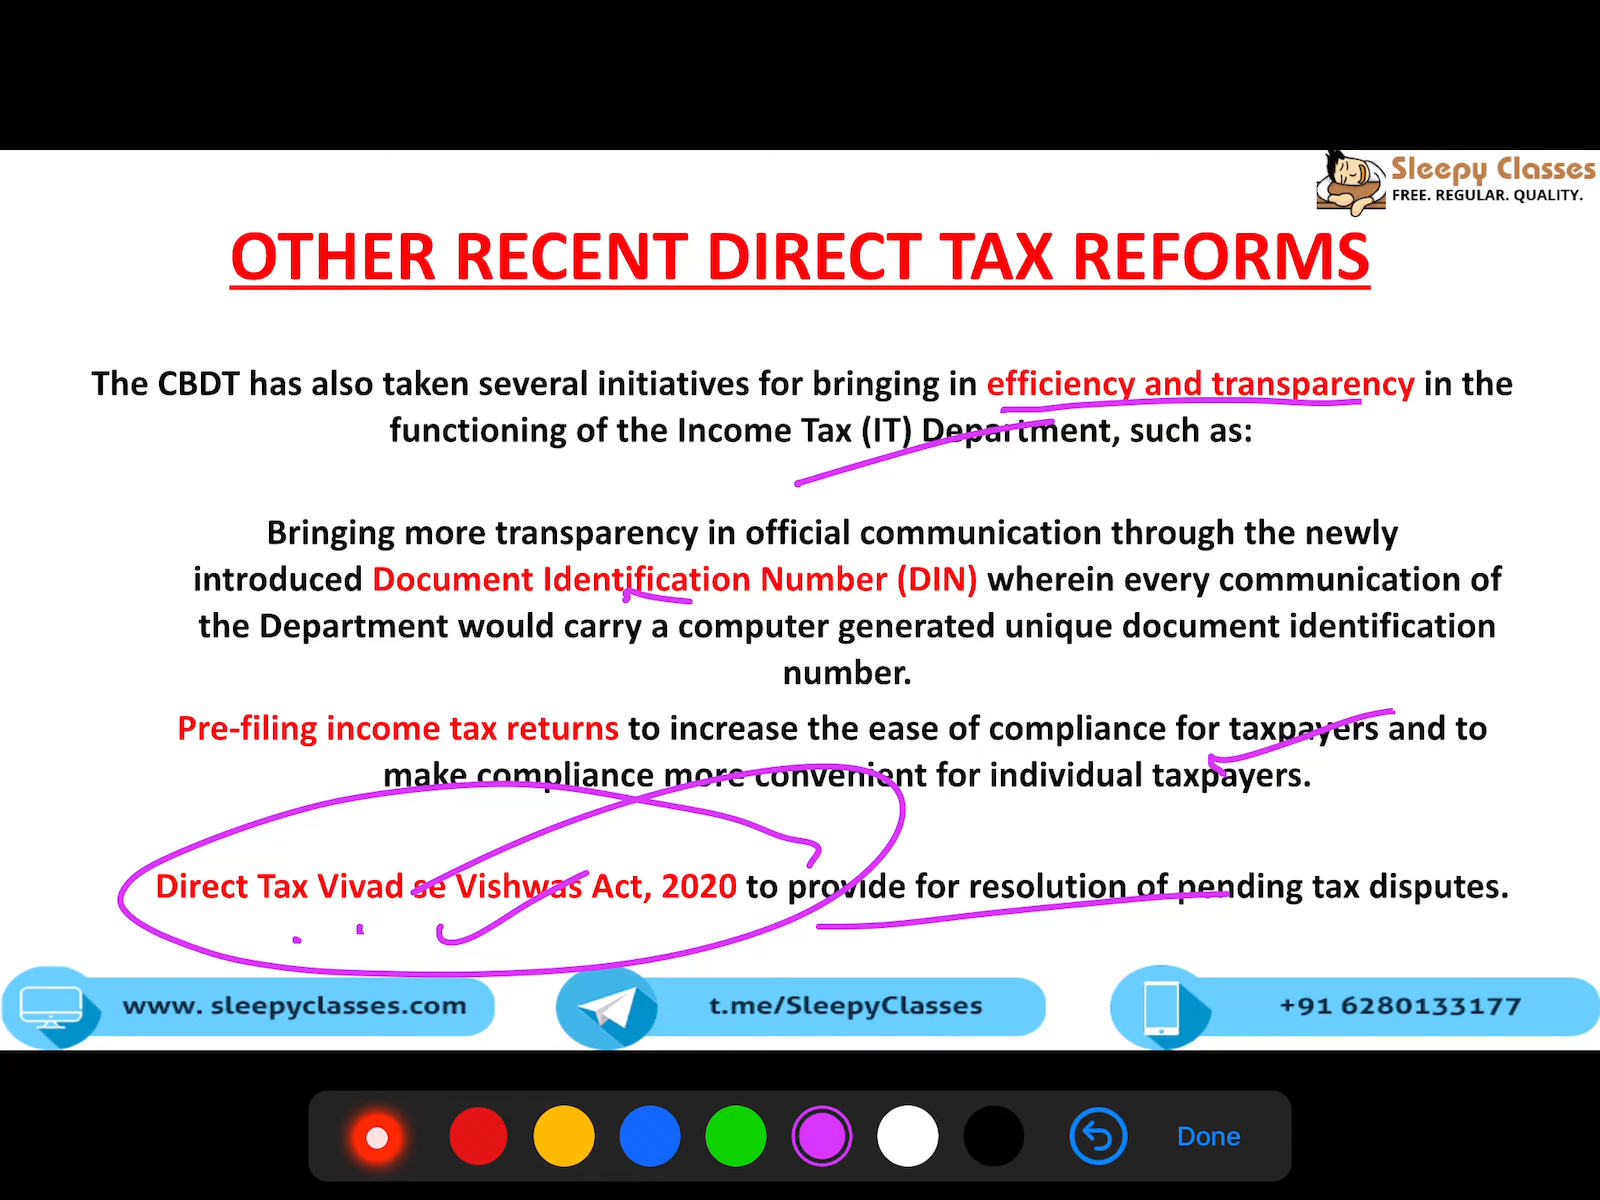 Sleepy Classes
FREE. REGULAR. QUALITY.
OTHER RECENT DIRECT TAX REFORMS
The CBDT has also taken several initiatives for bringing in efficiency and transparency in the
functioning of the Income Tax (IT) Department, such as:
Bringing more transparency in official communication through the newly
introduced Document Identification Number (DIN) wherein every communication of
the Department would carry a computer generated unique document identification
number.
Pre-filing income tax returns to increase the ease of compliance for taxpayers and to
make compliance more convenient for individual taxpayers.
Direct Tax Vivad se Vishwas Act, 2020 to provide for resolution of pending tax disputes.
www. sleepyclasses.com
t.me/SleepyClasses
+91 6280133177
Done